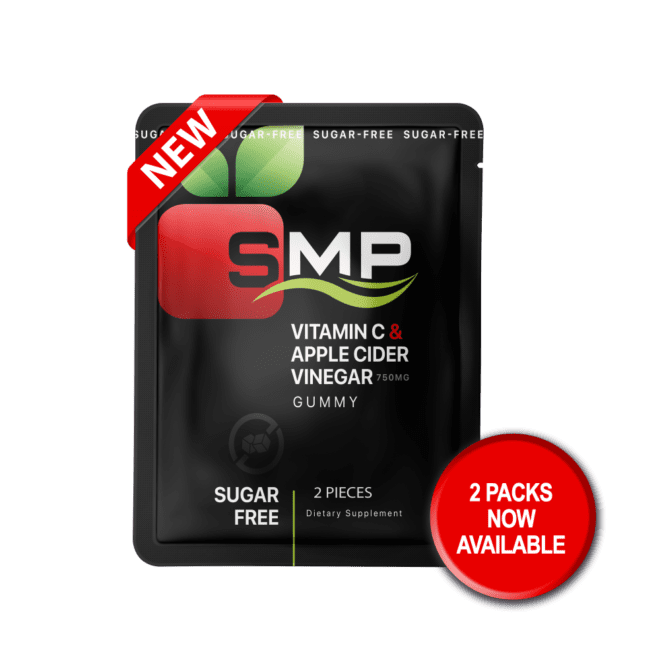 NEW
SUGAR-FREE SUGAR-FREE SUGAR-FREE
SMP
VITAMIN C &
APPLE CIDER
VINEGAR 750MG
GUMMY
SUGAR
FREE
2 PIECES
Dietary Supplement
2 PACKS
NOW
AVAILABLE